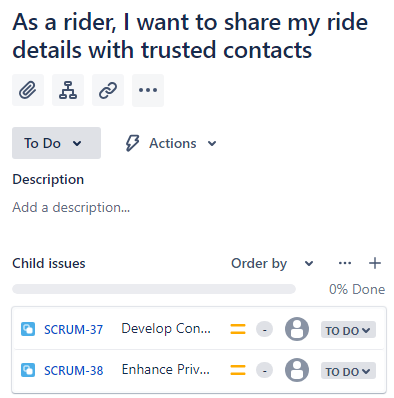 As a rider, I want to share my ride
details with trusted contacts
To Do
Actions
Description
Add a description...
Child issues
Order by
0% Done
SCRUM-37 Develop Con... - TO DO
SCRUM-38 Enhance Priv... - TO DO